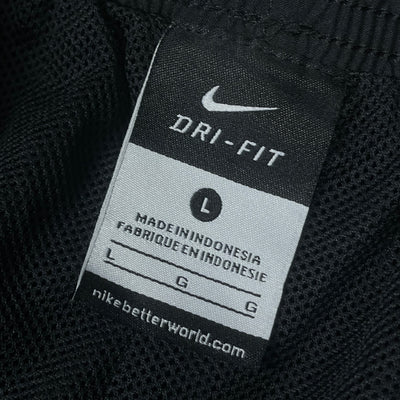 DRI-FIT
L
MADE IN INDONESIA
FABRIQUE EN INDONESIE
L G G
nikebetterworld.com